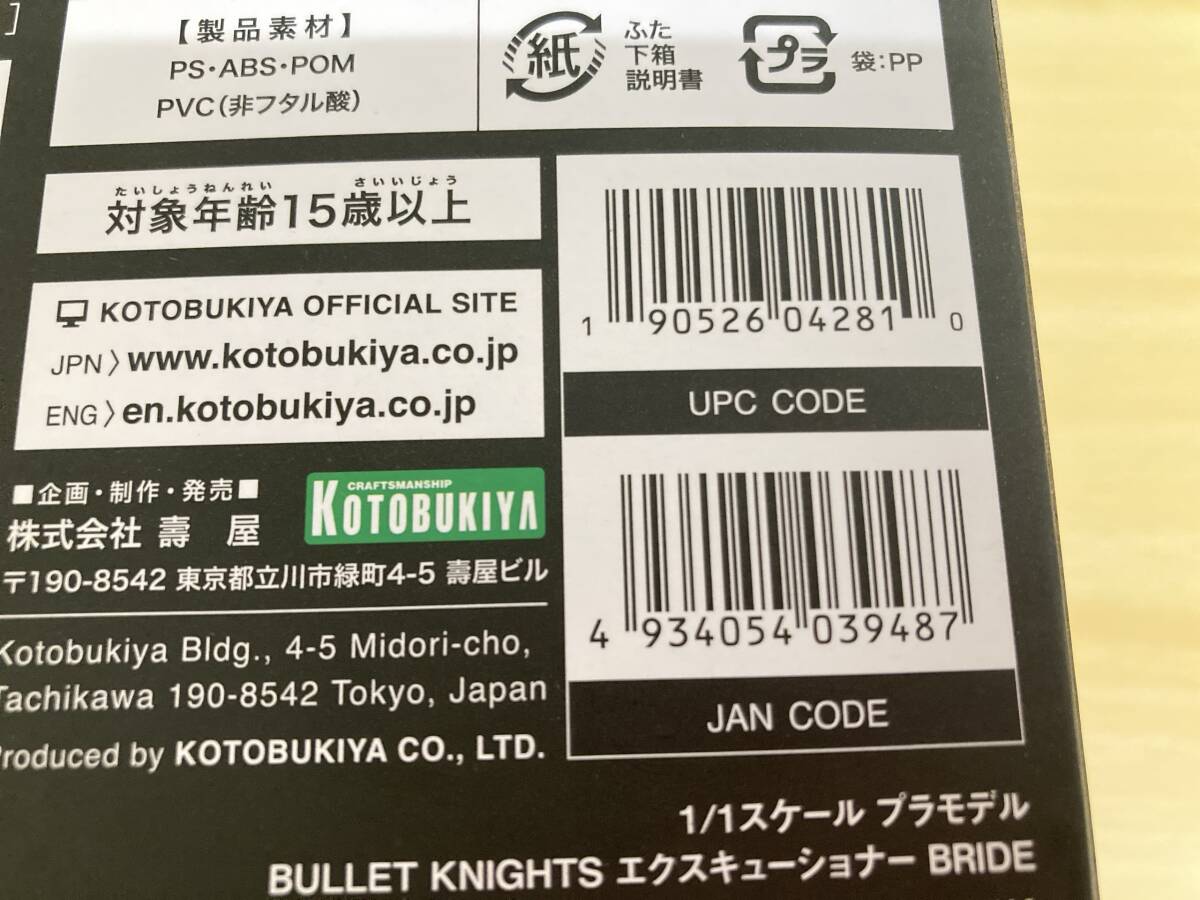 【製品素材】
PS・ABS・POM
PVC(非フタル酸)
紙
ふた
下箱
説明書
プラ
袋:PP
たいしょうねんれい さいいじょう
対象年齢15歳以上
KOTOBUKIYA OFFICIAL SITE
JPN〉www.kotobukiya.co.jp
ENG〉en.kotobukiya.co.jp
■企画・制作・発売■
株式会社 壽 屋
CRAFTSMANSHIP
KOTOBUKIYA
〒190-8542 東京都立川市緑町4-5 壽屋ビル
Kotobukiya Bldg., 4-5 Midori-cho,
Tachikawa 190-8542 Tokyo, Japan
Produced by KOTOBUKIYA CO., LTD.
1 90526 04281 0
UPC CODE
4 934054 039487
JAN CODE
1/1スケール プラモデル
BULLET KNIGHTS エクスキューショナー BRIDE